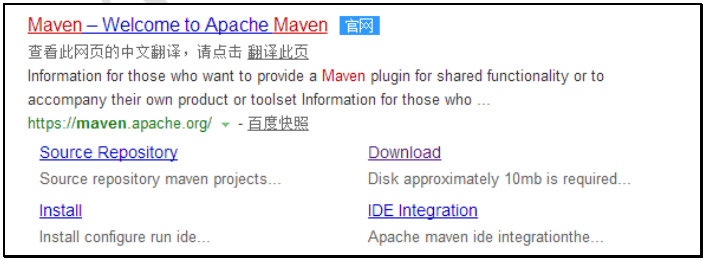 Maven – Welcome to Apache Maven 官网
查看此网页的中文翻译，请点击 翻译此页
Information for those who want to provide a Maven plugin for shared functionality or to
accompany their own product or toolset Information for those who ...
https://maven.apache.org/ - 百度快照
Source Repository Download
Source repository maven projects... Disk approximately 10mb is required...
Install IDE Integration
Install configure run ide... Apache maven ide integrationthe...